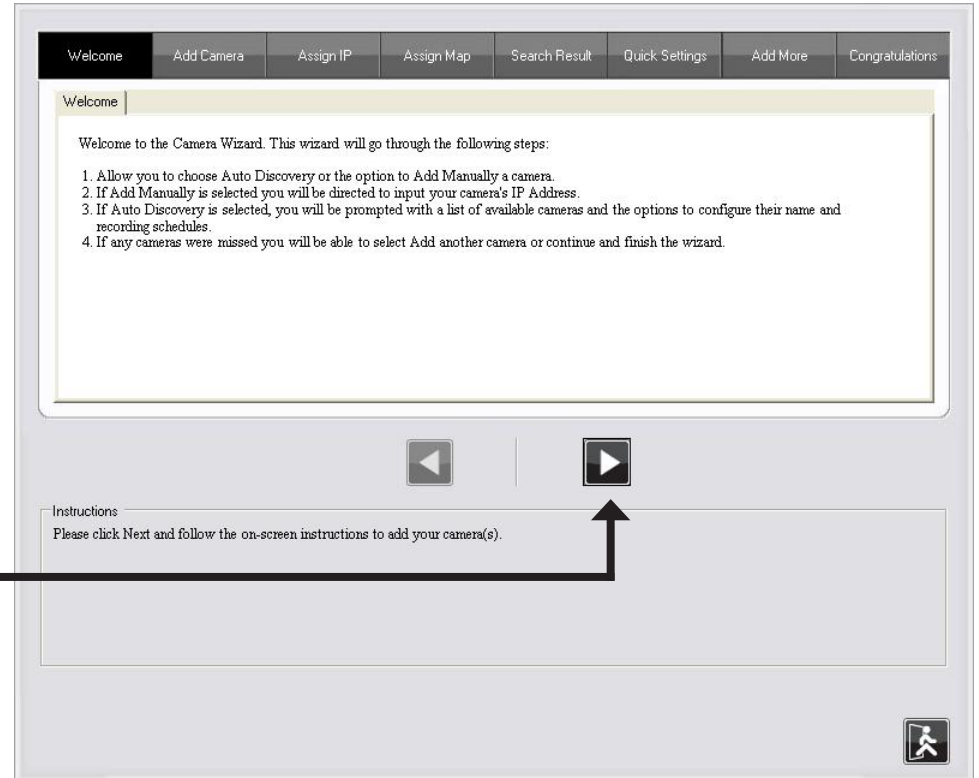 Welcome
Add Camera
Assign IP
Assign Map
Search Result
Quick Settings
Add More
Congratulations
Welcome
Welcome to the Camera Wizard. This wizard will go through the following steps:
1. Allow you to choose Auto Discovery or the option to Add Manually a camera.
2. If Add Manually is selected you will be directed to input your camera's IP Address.
3. If Auto Discovery is selected, you will be prompted with a list of available cameras and the options to configure their name and
recording schedules.
4. If any cameras were missed you will be able to select Add another camera or continue and finish the wizard.
Instructions
Please click Next and follow the on-screen instructions to add your camera(s).